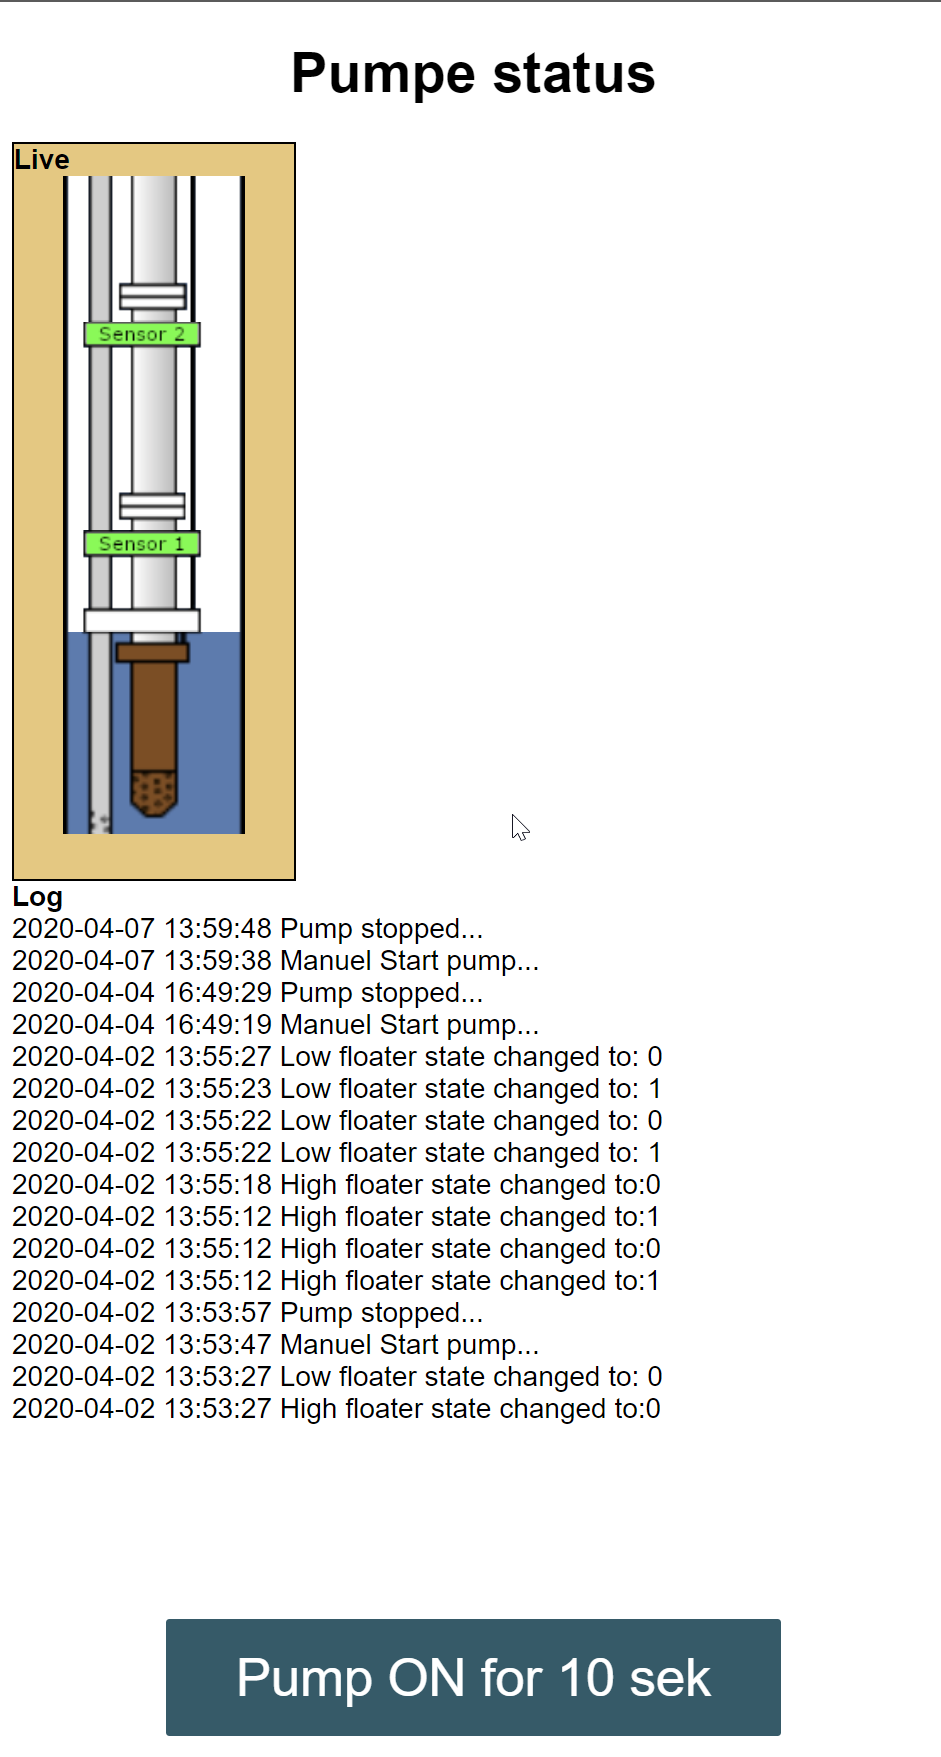 Pumpe status
Live
Sensor 2
Sensor 1
Log
2020-04-07 13:59:48 Pump stopped...
2020-04-07 13:59:38 Manuel Start pump...
2020-04-04 16:49:29 Pump stopped...
2020-04-04 16:49:19 Manuel Start pump...
2020-04-02 13:55:27 Low floater state changed to: 0
2020-04-02 13:55:23 Low floater state changed to: 1
2020-04-02 13:55:22 Low floater state changed to: 0
2020-04-02 13:55:22 Low floater state changed to: 1
2020-04-02 13:55:18 High floater state changed to:0
2020-04-02 13:55:12 High floater state changed to:1
2020-04-02 13:55:12 High floater state changed to:0
2020-04-02 13:55:12 High floater state changed to:1
2020-04-02 13:53:57 Pump stopped...
2020-04-02 13:53:47 Manuel Start pump...
2020-04-02 13:53:27 Low floater state changed to: 0
2020-04-02 13:53:27 High floater state changed to:0
Pump ON for 10 sek